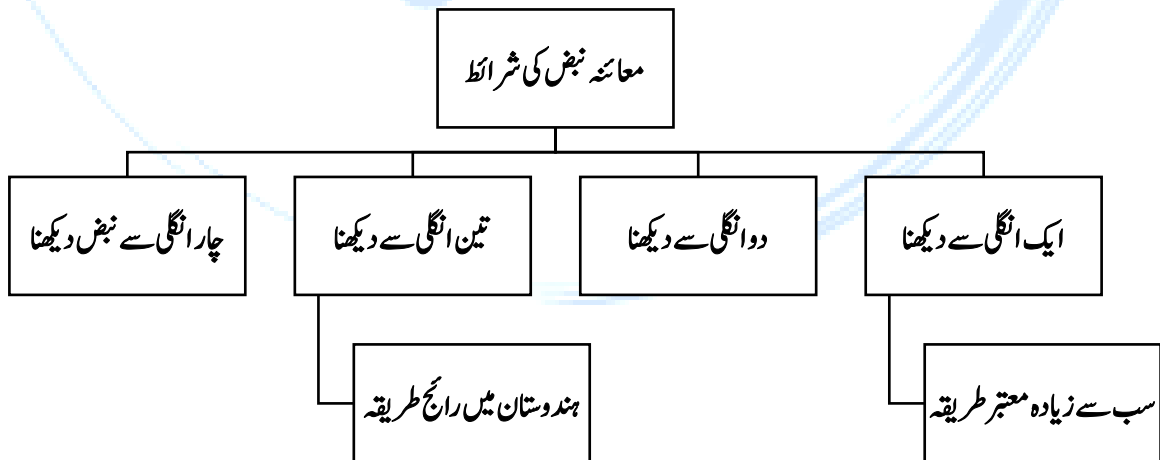 معائنہ نبض کی شرائط
ایک انگلی سے دیکھنا
دو انگلی سے دیکھنا
تین انگلی سے دیکھنا
چار انگلی سے نبض دیکھنا
سب سے زیادہ معتبر طریقہ
ہندوستان میں رائج طریقہ